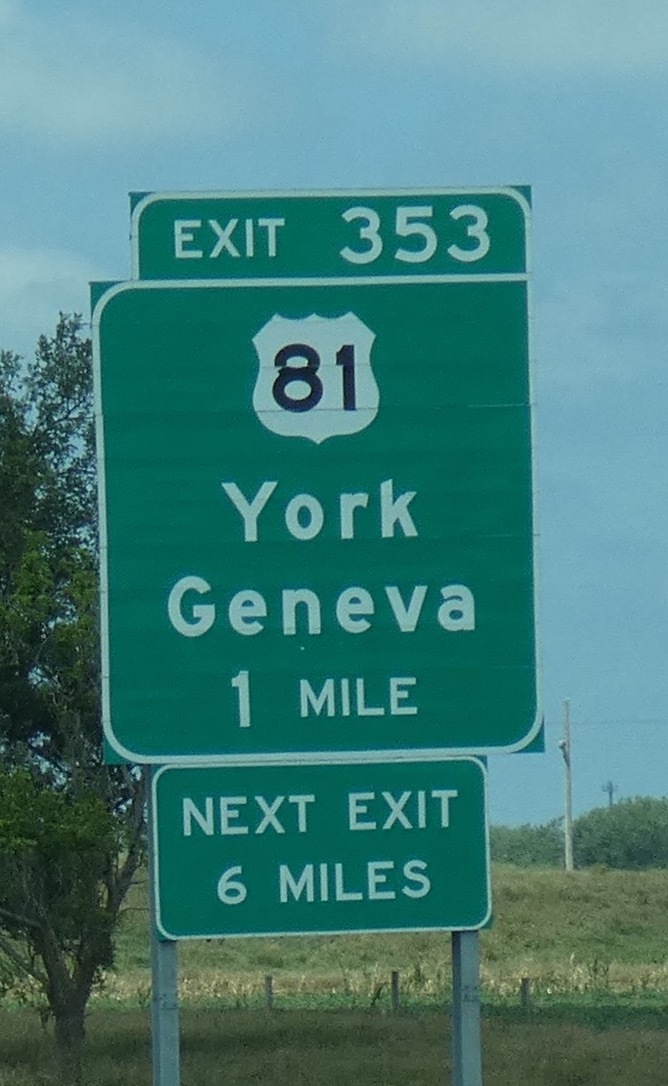 EXIT 353
81
York
Geneva
1 MILE
NEXT EXIT
6 MILES